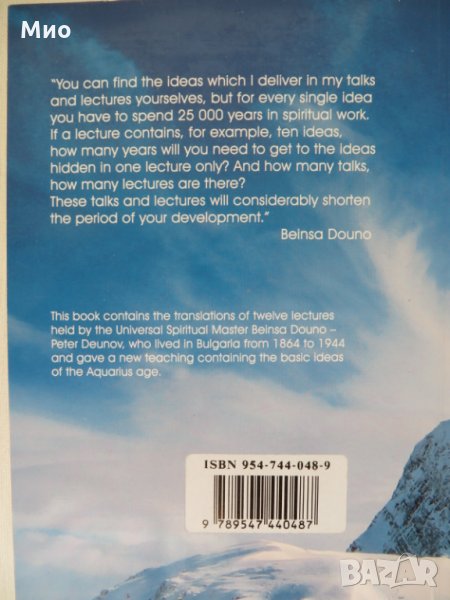 Мио
“You can find the ideas which I deliver in my talks
and lectures yourselves, but for every single idea
you have to spend 25 000 years in spiritual work.
If a lecture contains, for example, ten ideas,
how many years will you need to get to the ideas
hidden in one lecture only? And how many talks,
how many lectures are there?
These talks and lectures will considerably shorten
the period of your development.”
Beinsa Douno
This book contains the translations of twelve lectures
held by the Universal Spiritual Master Beinsa Douno –
Peter Deunov, who lived in Bulgaria from 1864 to 1944
and gave a new teaching containing the basic ideas
of the Aquarius age.
ISBN 954-744-048-9
9 789547 440487
BAZAR